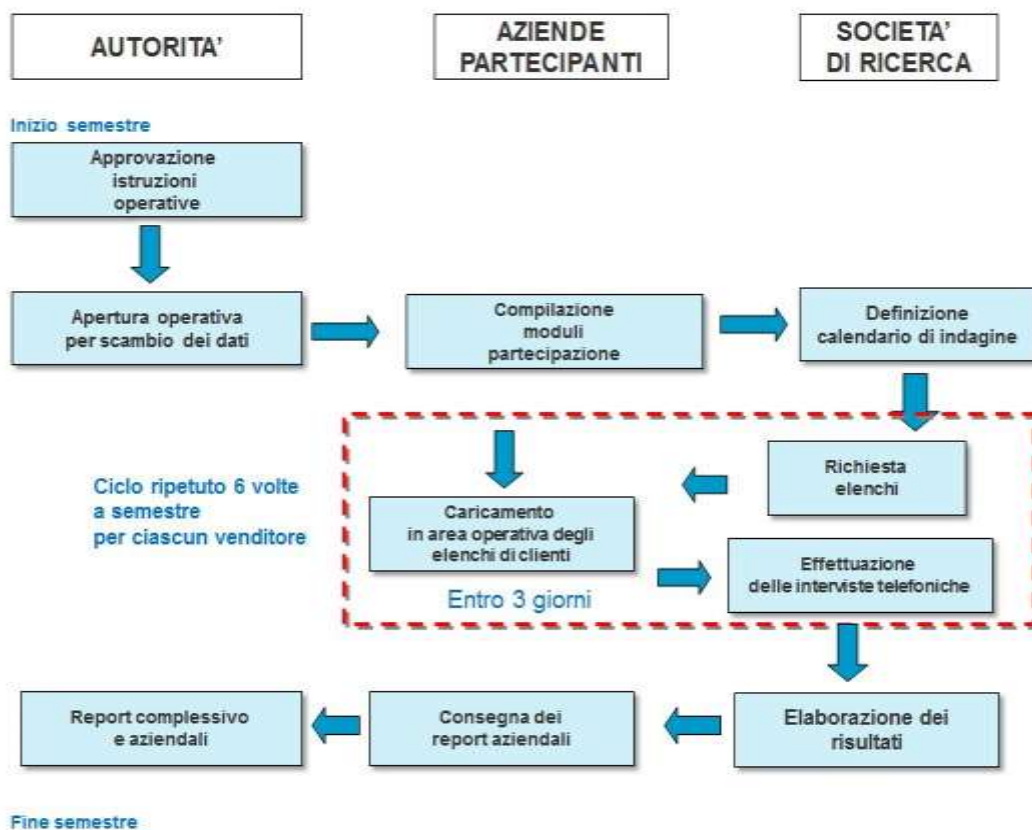 AUTORITA’
AZIENDE
PARTECIPANTI
SOCIETA’
DI RICERCA
Inizio semestre
Approvazione
istruzioni
operative
Apertura operativa
per scambio dei dati
Compilazione
moduli
partecipazione
Definizione
calendario di indagine
Ciclo ripetuto 6 volte
a semestre
per ciascun venditore
Richiesta
elenchi
Caricamento
in area operativa degli
elenchi di clienti
Entro 3 giorni
Effettuazione
delle interviste telefoniche
Report complessivo
e aziendali
Consegna dei
report aziendali
Elaborazione dei
risultati
Fine semestre